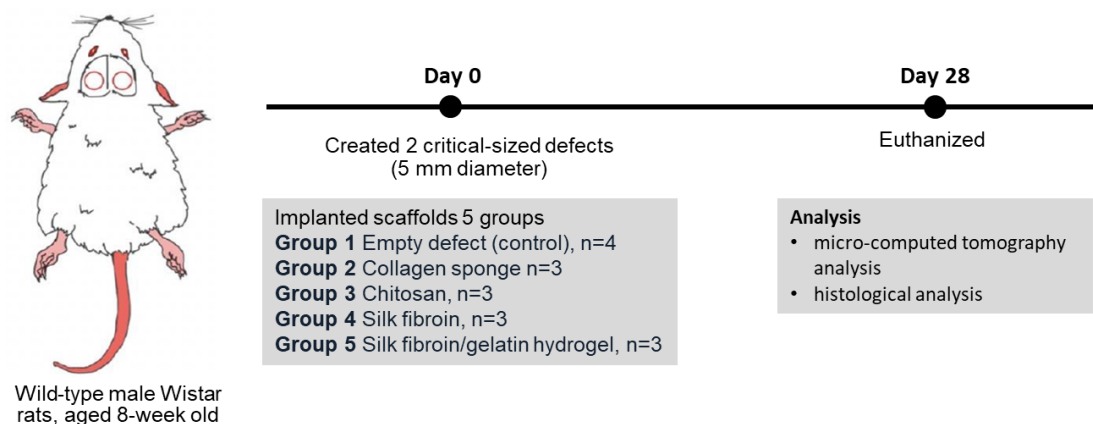 Day 0
Day 28
Created 2 critical-sized defects
(5 mm diameter)
Euthanized
Implanted scaffolds 5 groups
Group 1 Empty defect (control), n=4
Group 2 Collagen sponge n=3
Group 3 Chitosan, n=3
Group 4 Silk fibroin, n=3
Group 5 Silk fibroin/gelatin hydrogel, n=3
Analysis
• micro-computed tomography
analysis
• histological analysis
Wild-type male Wistar
rats, aged 8-week old